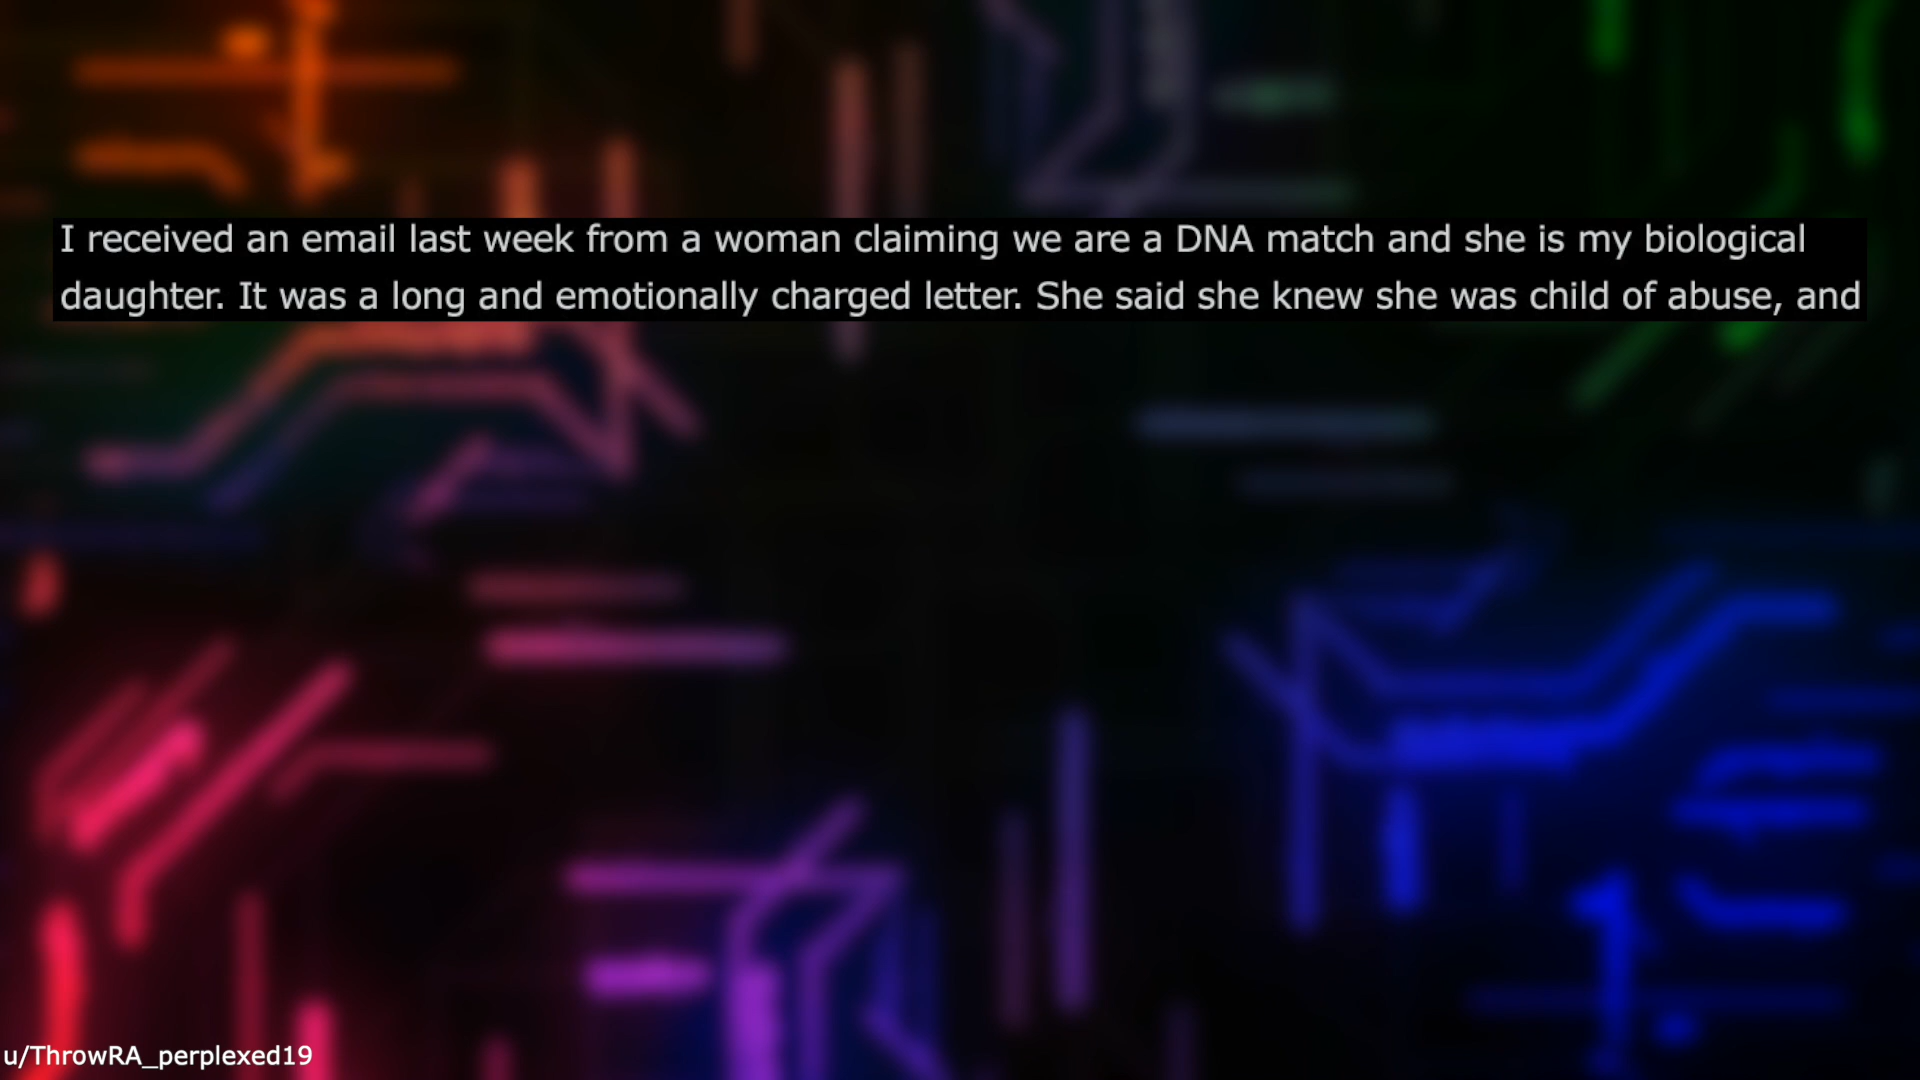 I received an email last week from a woman claiming we are a DNA match and she is my biological
daughter. It was a long and emotionally charged letter. She said she knew she was child of abuse, and
u/ThrowRA_perplexed19